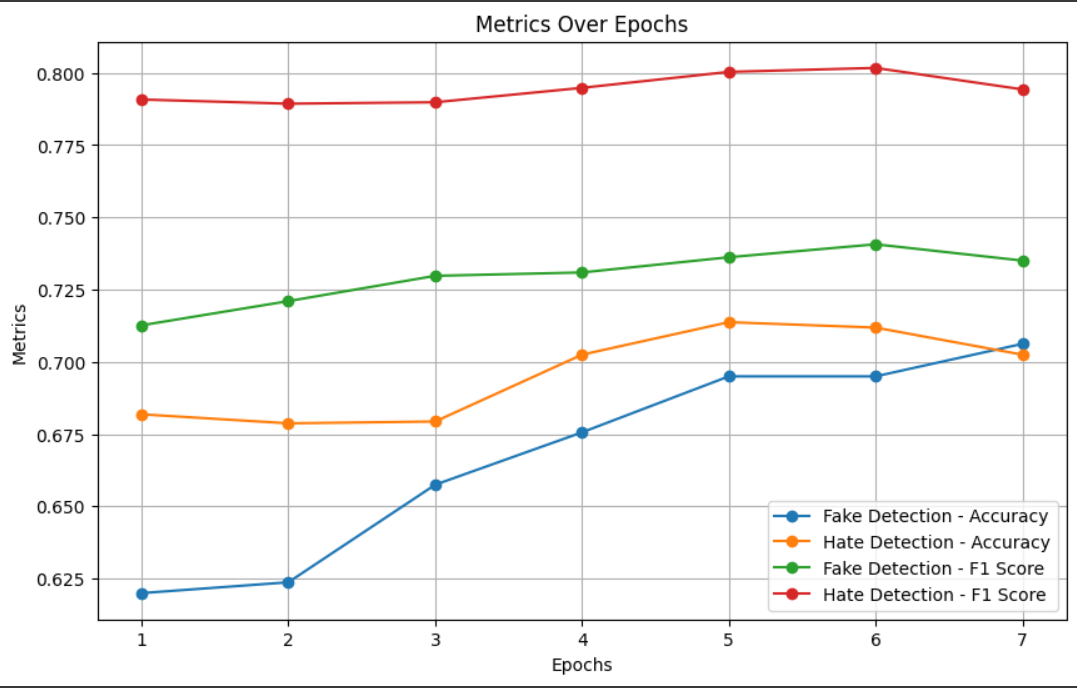 Metrics Over Epochs
0.800
0.775
0.750
0.725
0.700
0.675
0.650
0.625
Metrics
1 2 3 4 5 6 7
Epochs
Fake Detection - Accuracy
Hate Detection - Accuracy
Fake Detection - F1 Score
Hate Detection - F1 Score